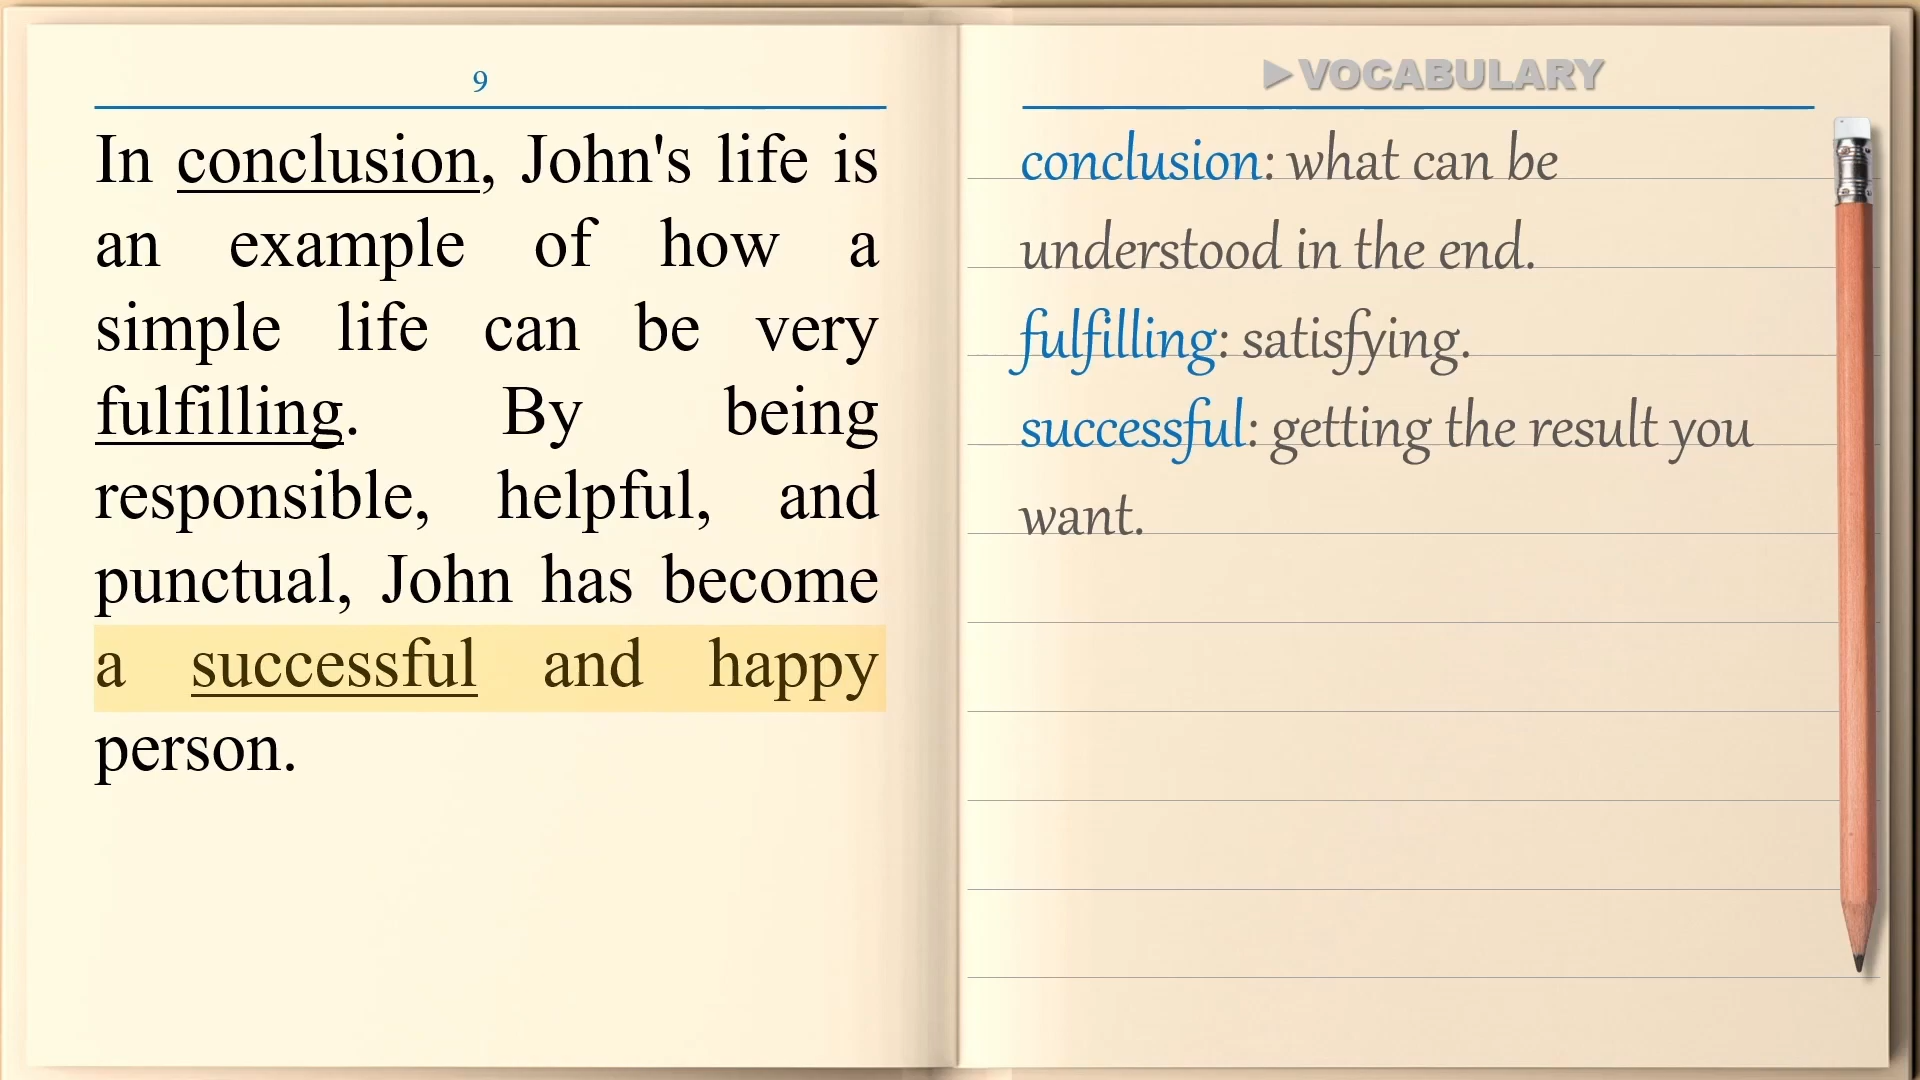 9
In conclusion, John's life is
an example of how a
simple life can be very
fulfilling. By being
responsible, helpful, and
punctual, John has become
a successful and happy
person.
►VOCABULARY
conclusion: what can be
understood in the end.
fulfilling: satisfying.
successful: getting the result you
want.